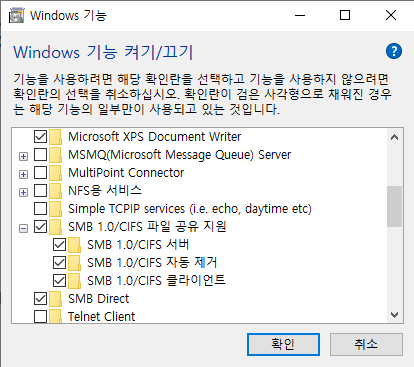 Windows 기능
Windows 기능 켜기/끄기
기능을 사용하려면 해당 확인란을 선택하고 기능을 사용하지 않으려면
확인란의 선택을 취소하십시오. 확인란이 검은 사각형으로 채워진 경우
는 해당 기능의 일부만이 사용되고 있는 것입니다.
Microsoft XPS Document Writer
MSMQ(Microsoft Message Queue) Server
MultiPoint Connector
NFS용 서비스
Simple TCPIP services (i.e. echo, daytime etc)
SMB 1.0/CIFS 파일 공유 지원
SMB 1.0/CIFS 서버
SMB 1.0/CIFS 자동 제거
SMB 1.0/CIFS 클라이언트
SMB Direct
Telnet Client
확인
취소